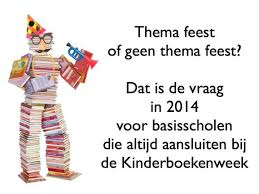 Thema feest
of geen thema feest?
Dat is de vraag
in 2014
voor basisscholen
die altijd aansluiten bij
de Kinderboekenweek